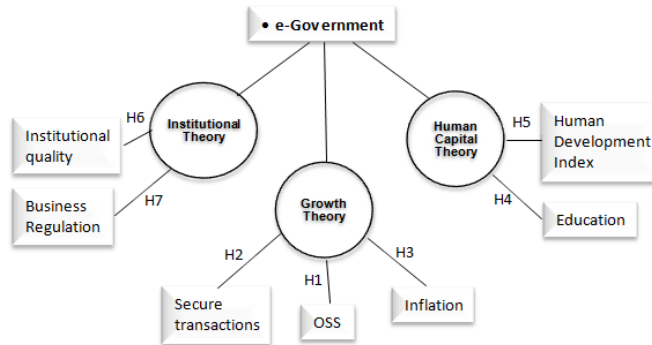 • e-Government
H6
Institutional
Theory
Institutional
quality
H7
Business
Regulation
Human
Capital
Theory
H5
Human
Development
Index
H4
Education
Growth
Theory
H2
Secure
transactions
H1
OSS
H3
Inflation